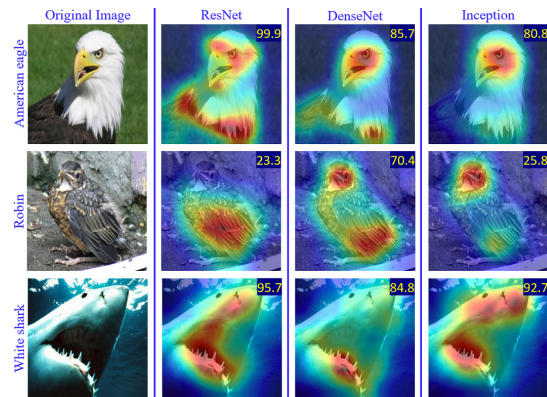 Original Image ResNet DenseNet Inception
American eagle 99.9 85.7 80.8
Robin 23.3 70.4 25.8
White shark 95.7 84.8 92.7